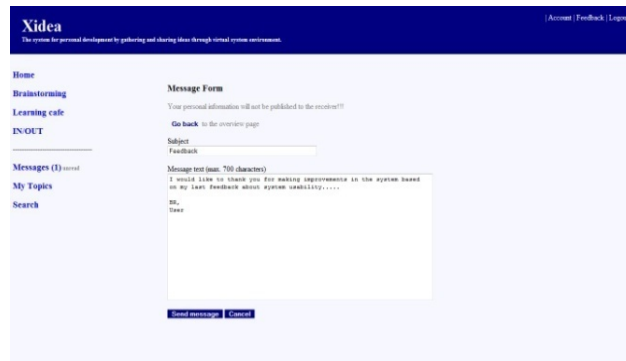 Xidea
The system for personal development by gathering and sharing ideas through virtual system environment.
| Account | Feedback | Logout
Home
Brainstorming
Learning cafe
IN/OUT
Messages (1) unread
My Topics
Search
Message Form
Your personal information will not be published to the receiver!!!
Go back to the overview page
Subject
Feedback
Message text (max. 700 characters)
I would like to thank you for making improvements in the system based
on my last feedback about system usability.....
BR,
User
Send message Cancel